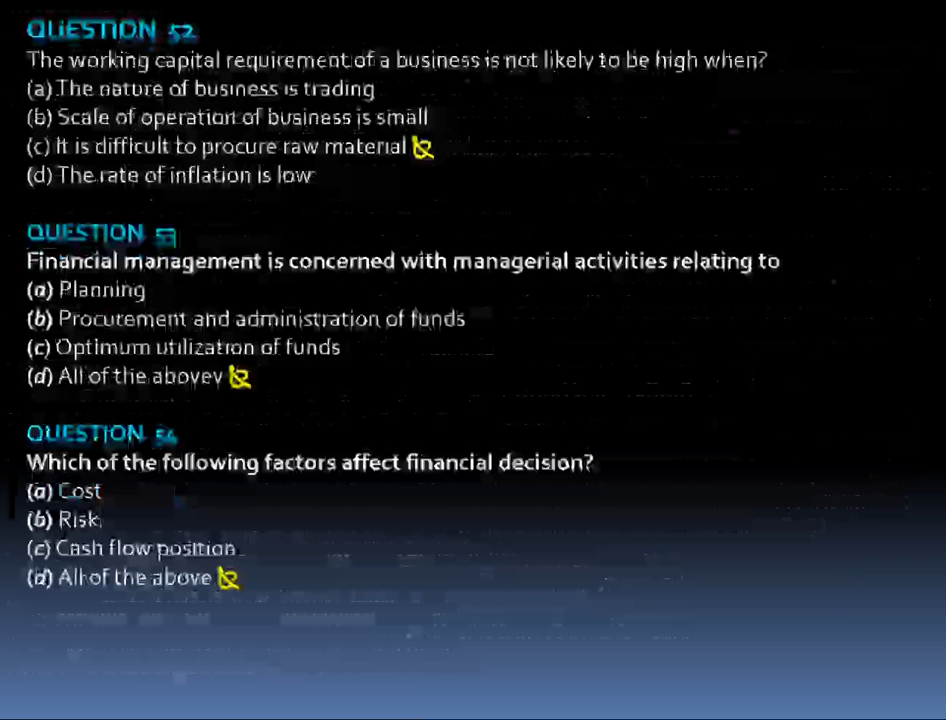 QUESTION 52
The working capital requirement of a business is not likely to be high when?
(a) The nature of business is trading
(b) Scale of operation of business is small
(c) It is difficult to procure raw material
(d) The rate of inflation is low
QUESTION 53
Financial management is concerned with managerial activities relating to
(a) Planning
(b) Procurement and administration of funds
(c) Optimum utilization of funds
(d) All of the abovev
QUESTION 54
Which of the following factors affect financial decision?
(a) Cost
(b) Risk
(c) Cash flow position
(d) All of the above